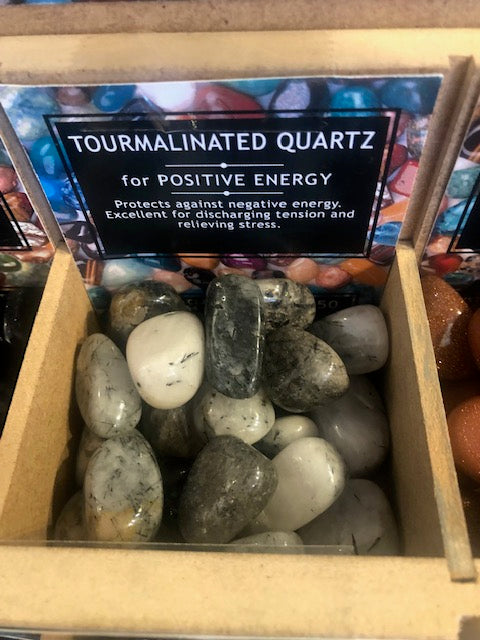 TOURMALINATED QUARTZ
for POSITIVE ENERGY
Protects against negative energy.
Excellent for discharging tension and
relieving stress.